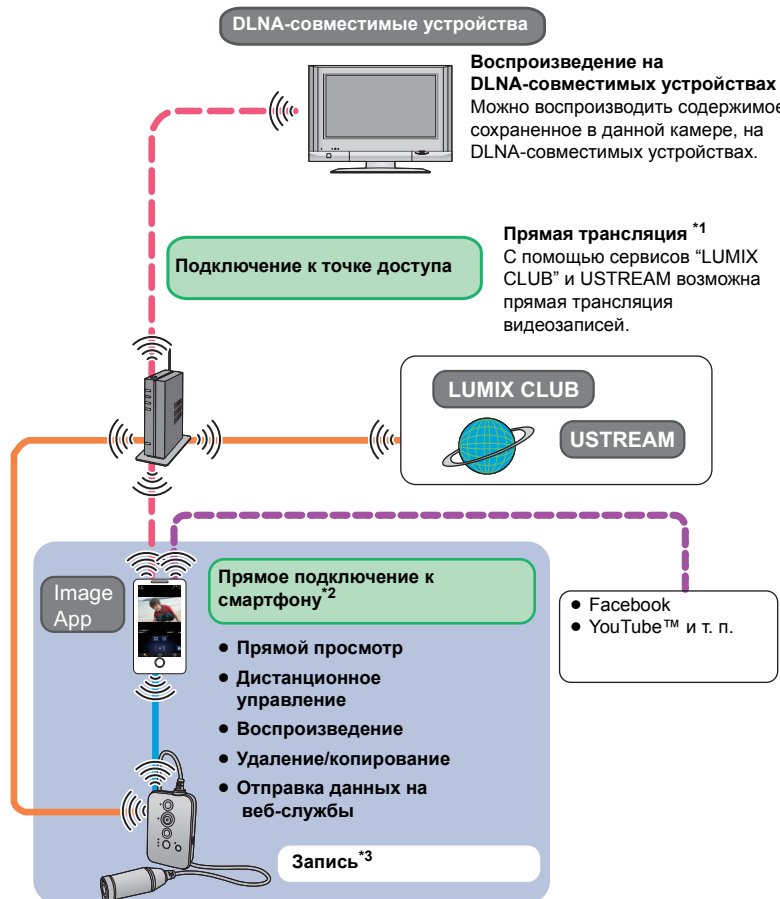 DLNA-совместимые устройства
Воспроизведение на
DLNA-совместимых устройствах
Можно воспроизводить содержимое
сохраненное в данной камере, на
DLNA-совместимых устройствах.
Подключение к точке доступа
Прямая трансляция *1
С помощью сервисов “LUMIX
CLUB” и USTREAM возможна
прямая трансляция
видеозаписей.
LUMIX CLUB
USTREAM
Image
App
Прямое подключение к
смартфону*2
● Прямой просмотр
● Дистанционное
управление
● Воспроизведение
● Удаление/копирование
● Отправка данных на
веб-службы
● Facebook
● YouTube™ и т. п.
Запись*3